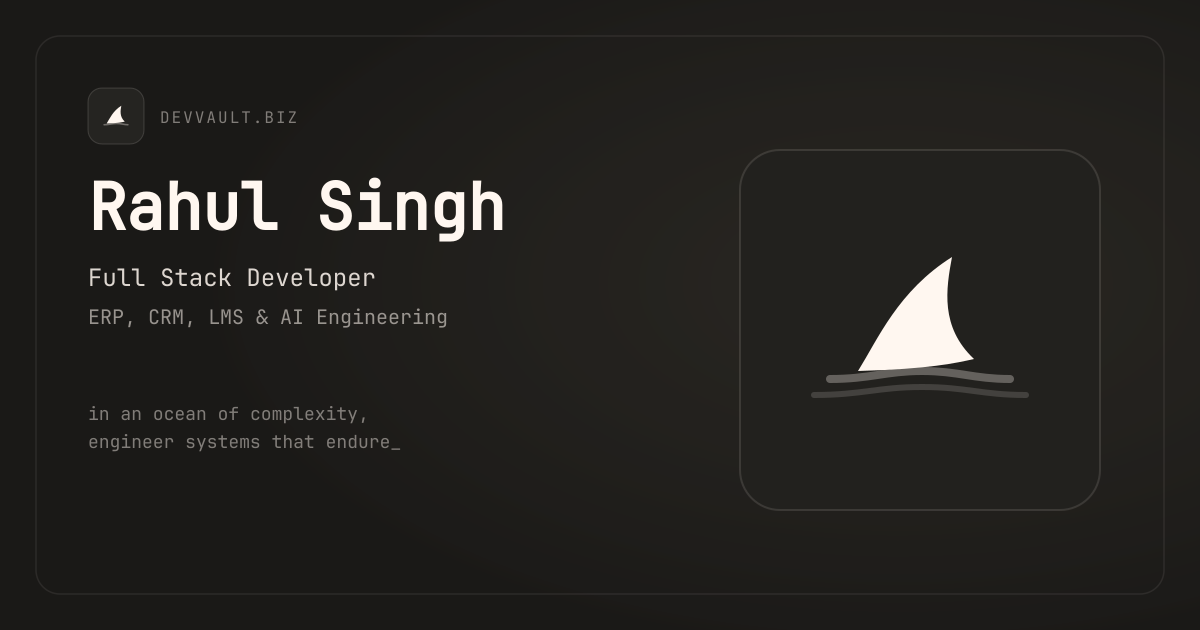 DEVVAULT.BIZ
Rahul Singh
Full Stack Developer
ERP, CRM, LMS & AI Engineering
in an ocean of complexity,
engineer systems that endure_